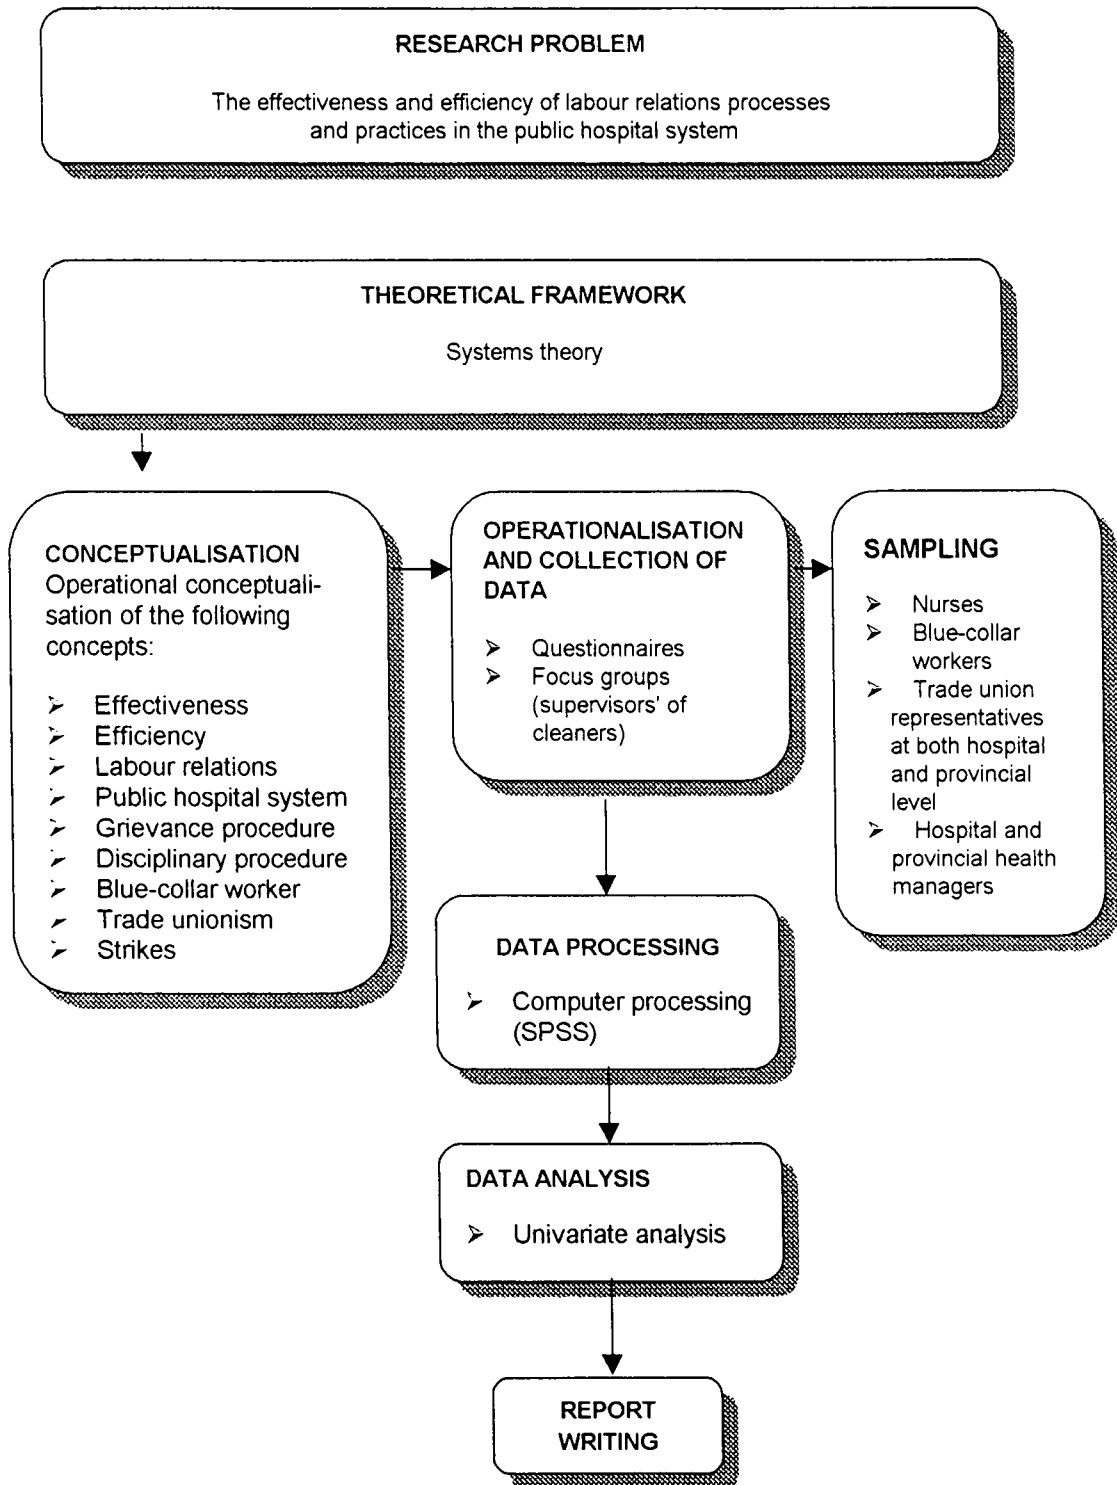 RESEARCH PROBLEM
The effectiveness and efficiency of labour relations processes
and practices in the public hospital system
THEORETICAL FRAMEWORK
Systems theory
CONCEPTUALISATION
Operational conceptuali-
sation of the following
concepts:
➢ Effectiveness
➢ Efficiency
➢ Labour relations
➢ Public hospital system
➢ Grievance procedure
➢ Disciplinary procedure
➢ Blue-collar worker
➢ Trade unionism
➢ Strikes
OPERATIONALISATION
AND COLLECTION OF
DATA
➢ Questionnaires
➢ Focus groups
(supervisors' of
cleaners)
SAMPLING
➢ Nurses
➢ Blue-collar
workers
➢ Trade union
representatives
at both hospital
and provincial
level
➢ Hospital and
provincial health
managers
DATA PROCESSING
➢ Computer processing
(SPSS)
DATA ANALYSIS
➢ Univariate analysis
REPORT
WRITING